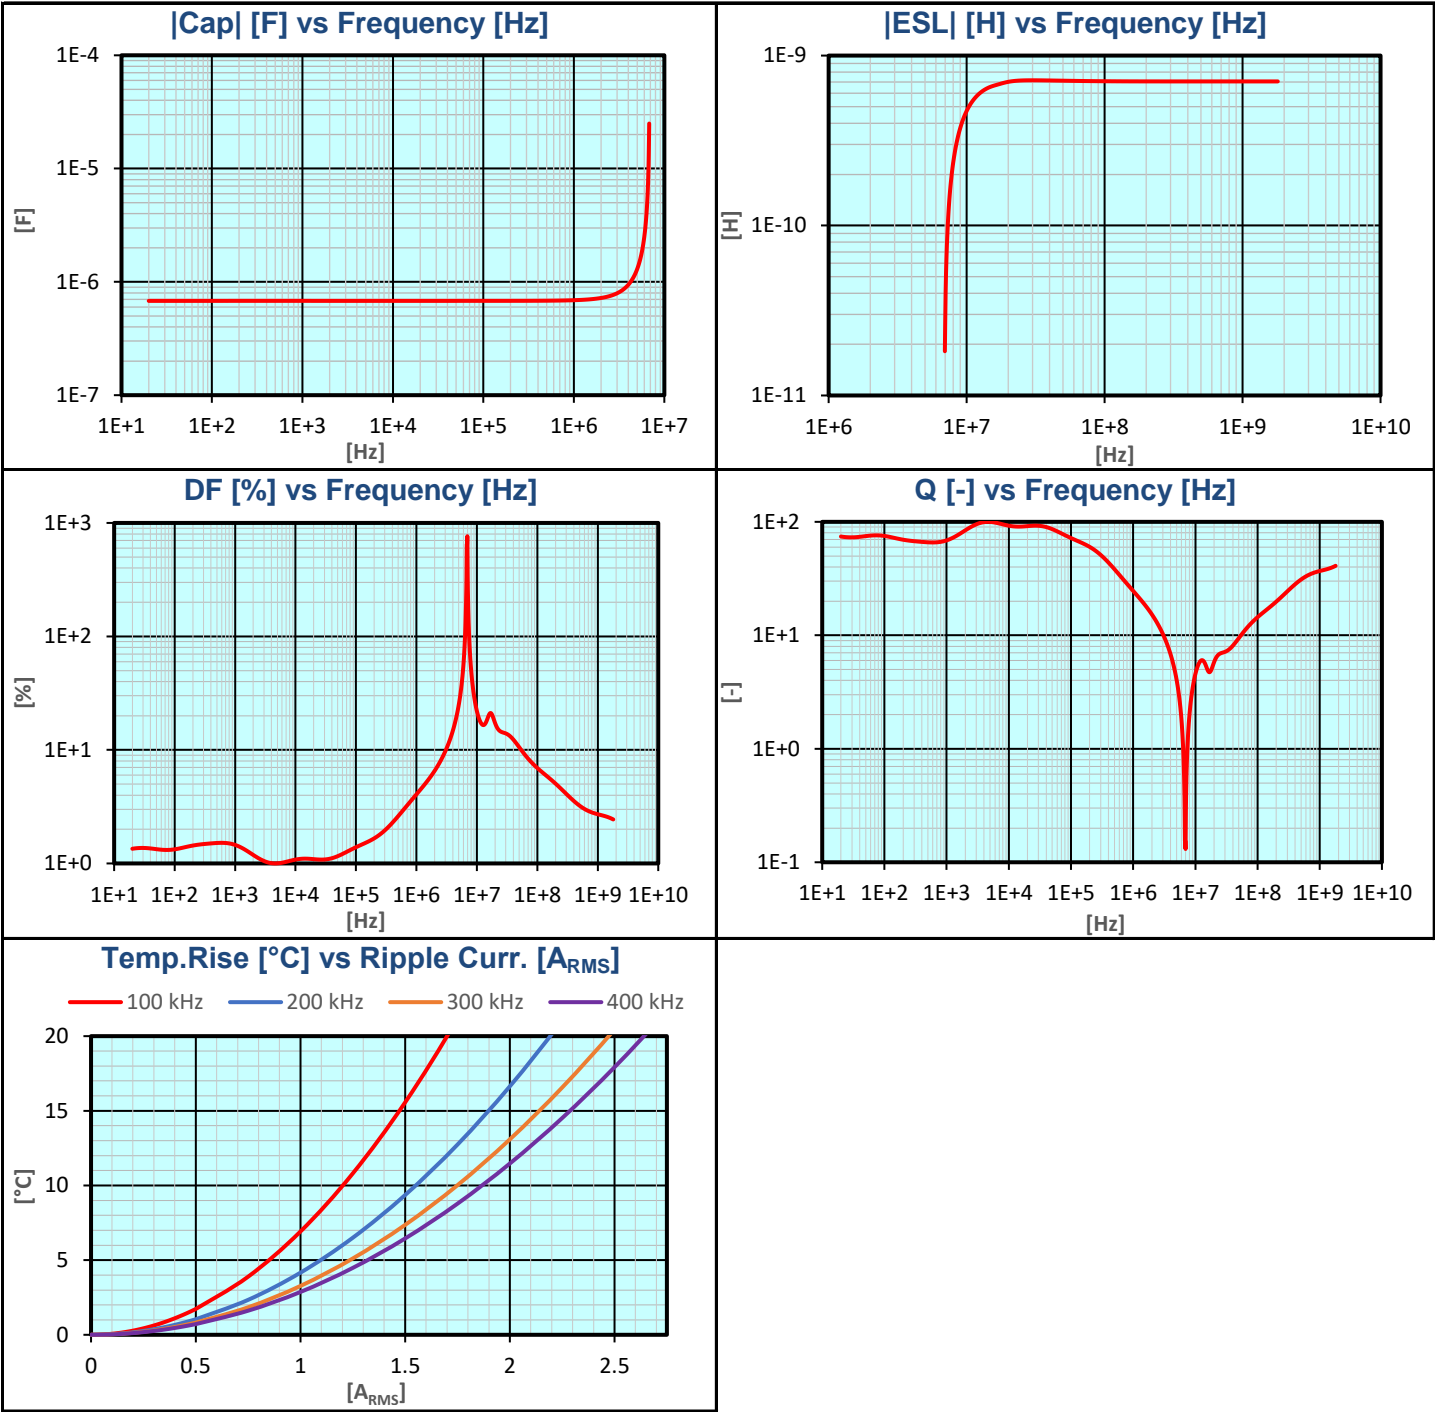 |Cap| [F] vs Frequency [Hz]
1E-4
1E-5
1E-6
1E-7
[F]
1E+1 1E+2 1E+3 1E+4 1E+5 1E+6 1E+7
[Hz]
|ESL| [H] vs Frequency [Hz]
1E-9
1E-10
1E-11
[H]
1E+6 1E+7 1E+8 1E+9 1E+10
[Hz]
DF [%] vs Frequency [Hz]
1E+3
1E+2
1E+1
1E+0
[%]
1E+1 1E+2 1E+3 1E+4 1E+5 1E+6 1E+7 1E+8 1E+9 1E+10
[Hz]
Q [-] vs Frequency [Hz]
1E+2
1E+1
1E+0
1E-1
[-]
1E+1 1E+2 1E+3 1E+4 1E+5 1E+6 1E+7 1E+8 1E+9 1E+10
[Hz]
Temp.Rise [°C] vs Ripple Curr. [ARMS]
100 kHz 200 kHz 300 kHz 400 kHz
20
15
10
5
0
[°C]
0 0.5 1 1.5 2 2.5
[ARMS]